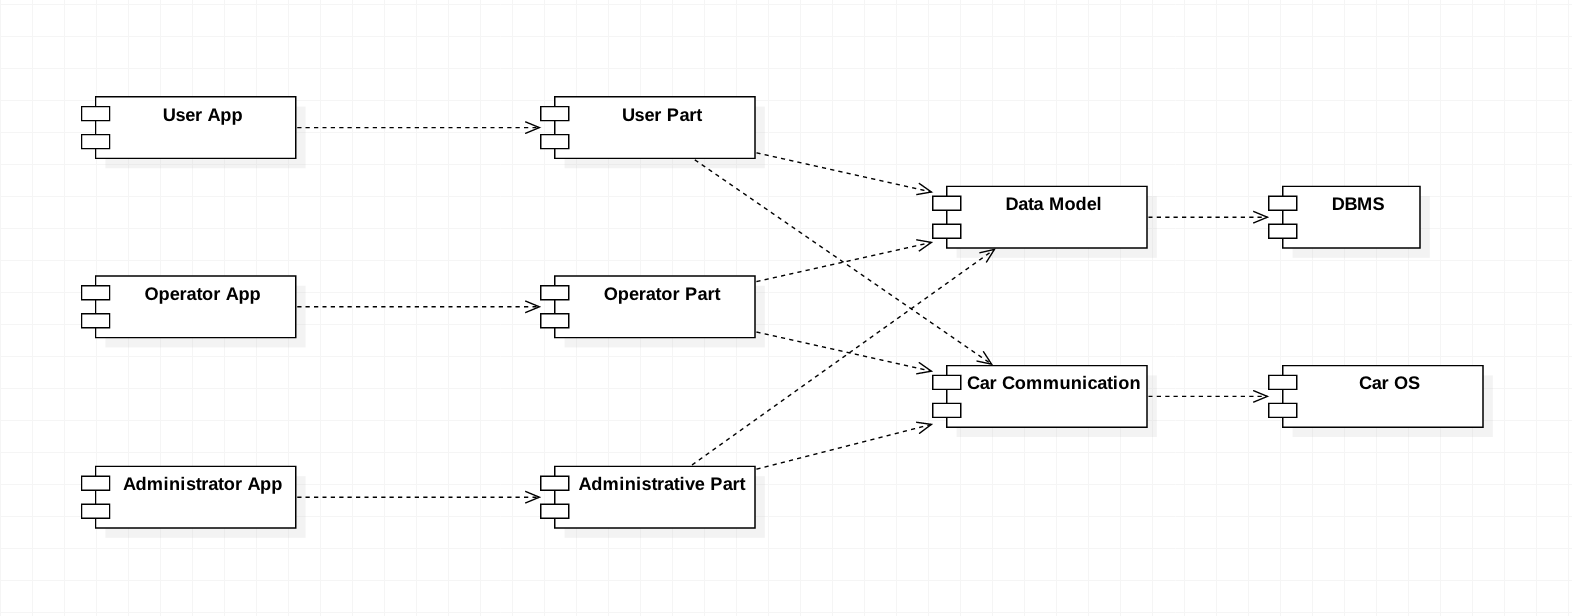 User App
User Part
Data Model
DBMS
Operator App
Operator Part
Car Communication
Car OS
Administrator App
Administrative Part